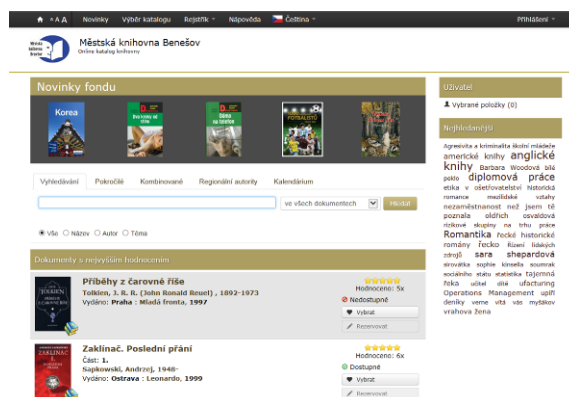 A A A Novinky Výběr katalogu Rejstřík Nápověda Čeština Přihlášení
Městská knihovna Benešov
Online katalog knihovny
Novinky fondu
Korea
FOTBALISTŮ
Vyhledávání Pokročilé Kombinované Regionální autority Kalendárium
ve všech dokumentech Hledat
Vše Název Autor Téma
Dokumenty s nejvyšším hodnocením
TOLKIEN
Příběhy z čarovné říše
Tolkien, J. R. R. (John Ronald Reuel) , 1892-1973
Vydáno: Praha : Mladá fronta, 1997
Hodnoceno: 5x
Nedostupné
Vybrat
Rezervovat
ZAKLÍNAČ
Zaklínač. Poslední přání
Část: 1.
Sapkowski, Andrzej, 1948-
Vydáno: Ostrava : Leonardo, 1999
Hodnoceno: 6x
Dostupné
Vybrat
Rezervovat
Uživatel
Vybrané položky (0)
Nejhledanější
Agresivita a kriminalita školní mládeže
americké knihy anglické
knihy Barbara Woodová bílé
peklo diplomová práce
etika v ošetřovatelství historická
romance mezilidské vztahy
nezaměstnanost než jsem tě
poznala oldřich osvaldová
rizikové skupiny na trhu práce
Romantika řecké historické
romány řecko Řízení lidských
zdrojů sara shepardová
sirovátka sophie kinsella soumrak
sociálního státu statistika tajemná
řeka učitel dítě ufacturing
Operations Management upíří
deníky verne vítá vás myšákov
vrahova žena